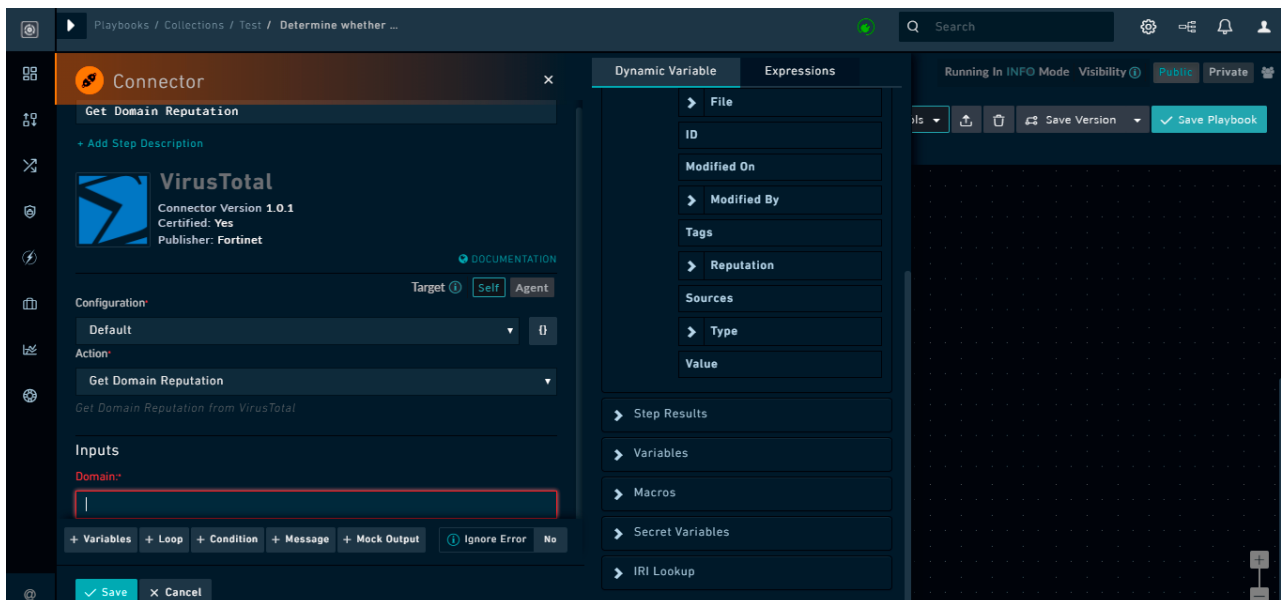 Playbooks / Collections / Test / Determine whether ...
Search
Connector
Get Domain Reputation
+ Add Step Description
VirusTotal
Connector Version 1.0.1
Certified: Yes
Publisher: Fortinet
DOCUMENTATION
Target Self Agent
Configuration*
Default
{}
Action*
Get Domain Reputation
Get Domain Reputation from VirusTotal
Inputs
Domain:*
+ Variables + Loop + Condition + Message + Mock Output Ignore Error No
Save × Cancel
@
Dynamic Variable Expressions
File
ID
Modified On
Modified By
Tags
Reputation
Sources
Type
Value
Step Results
Variables
Macros
Secret Variables
IRI Lookup
Running In INFO Mode Visibility Public Private
Save Version Save Playbook